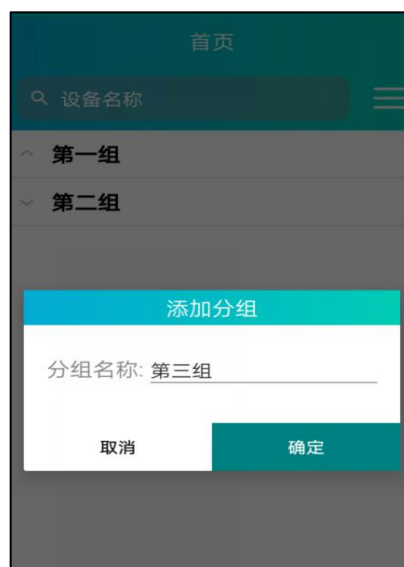 首页
设备名称
第一组
第二组
添加分组
分组名称: 第三组
取消
确定